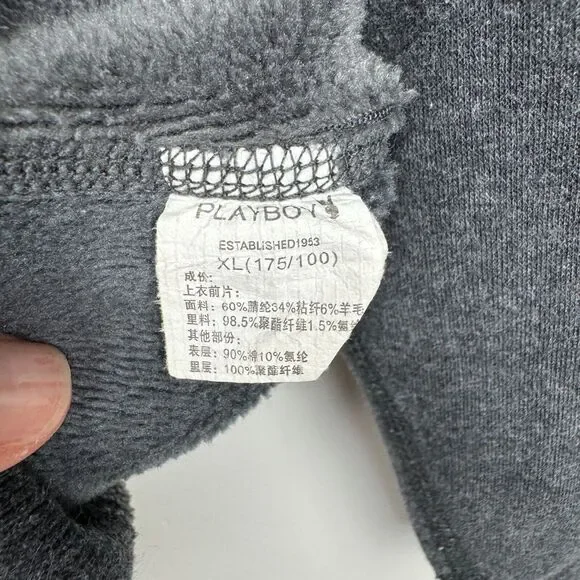 PLAYBOY
ESTABLISHED1953
XL(175/100)
成份:
上衣前片:
面料: 60%腈纶34%粘纤6%羊毛
里料: 98.5%聚酯纤维1.5%氨纶
其他部份:
表层: 90%棉10%氨纶
里层: 100%聚酯纤维